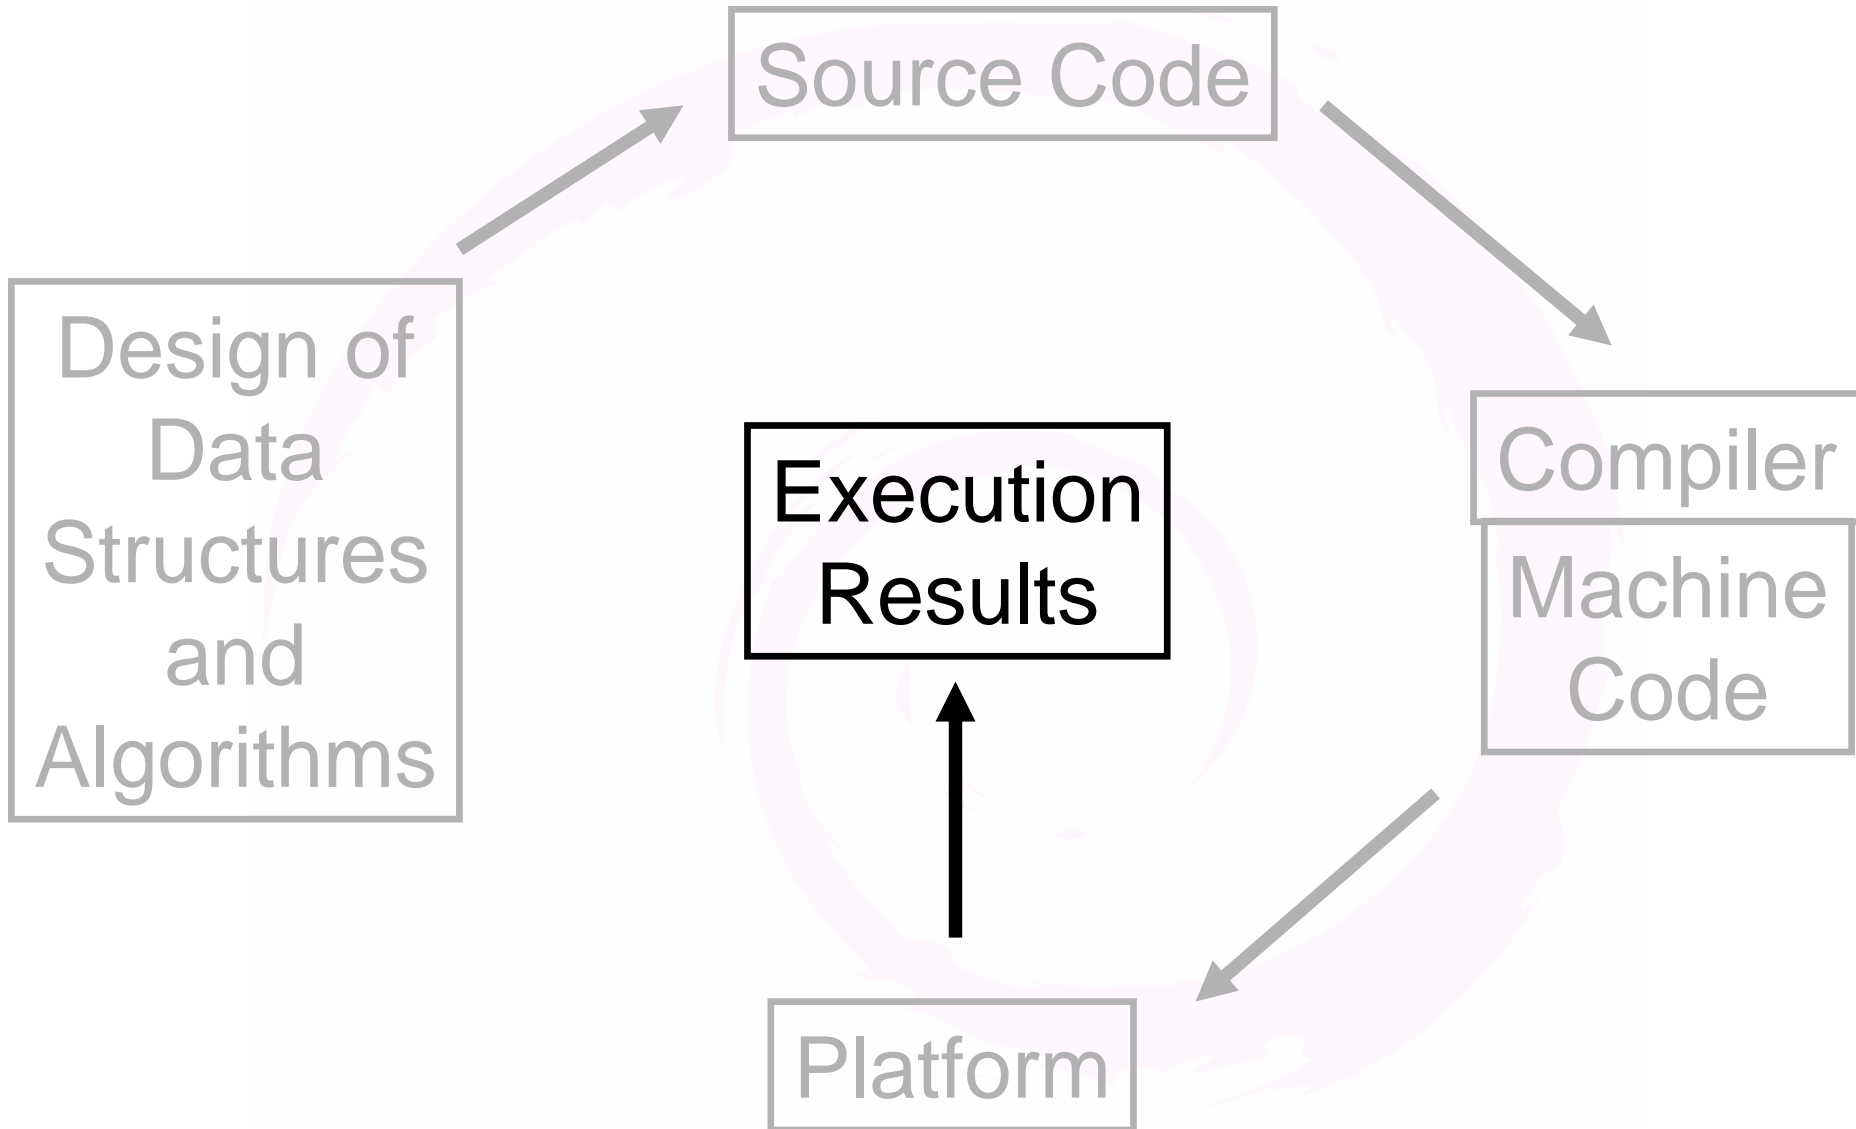 Source Code
Design of
Data
Structures
and
Algorithms
Execution
Results
Compiler
Machine
Code
Platform